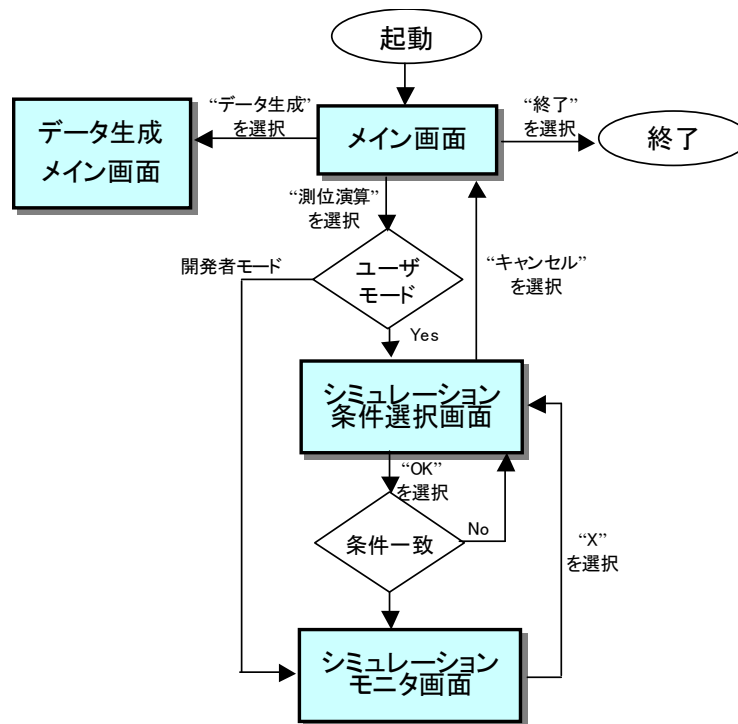 起動
“データ生成”
を選択
“終了”
を選択
データ生成
メイン画面
メイン画面
終了
“測位演算”
を選択
開発者モード
ユーザ
モード
“キャンセル”
を選択
Yes
シミュレーション
条件選択画面
“OK”
を選択
条件一致
No
“X”
を選択
シミュレーション
モニタ画面